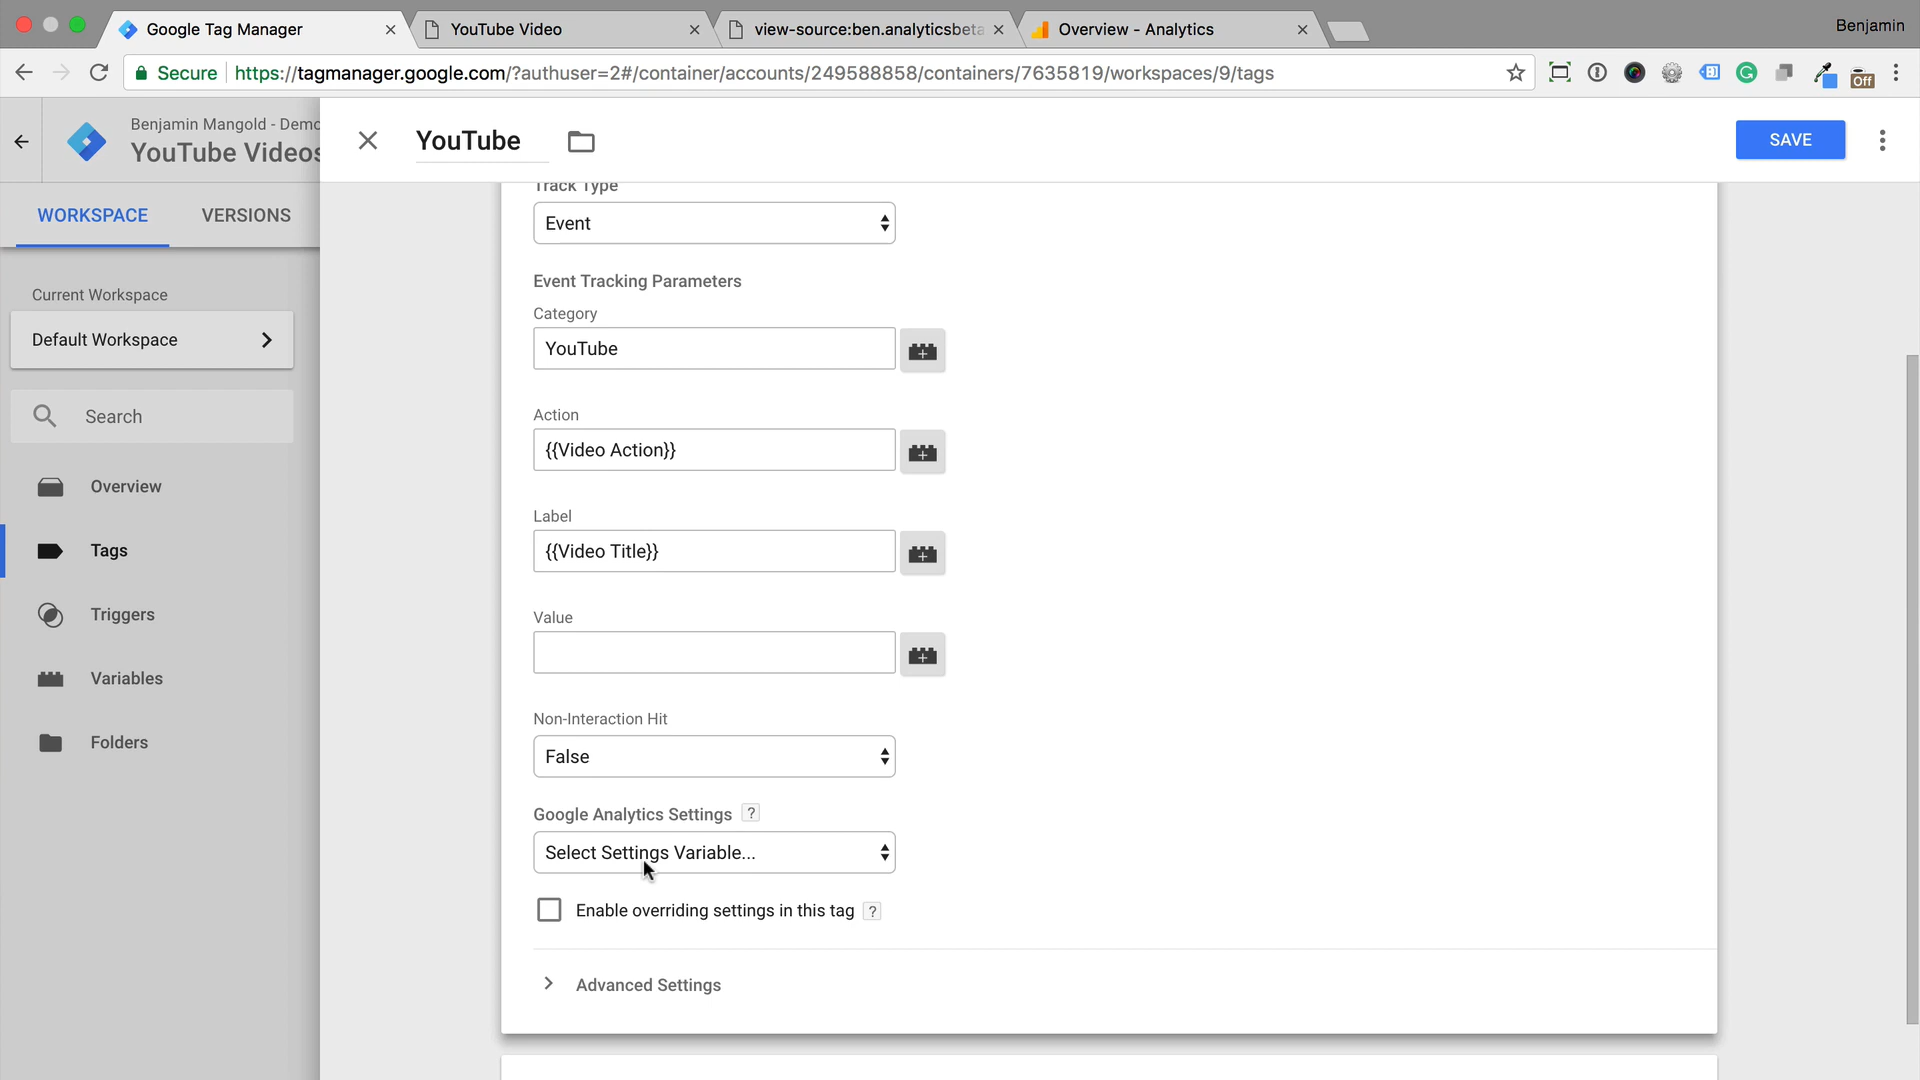 Google Tag Manager
YouTube Video
view-source:ben.analyticsbeta
Overview - Analytics
Benjamin
Secure
https://tagmanager.google.com/?authuser=2#/container/accounts/249588858/containers/7635819/workspaces/9/tags
Off
Benjamin Mangold - Demo
YouTube Videos
YouTube
SAVE
WORKSPACE
VERSIONS
Current Workspace
Default Workspace
Search
Overview
Tags
Triggers
Variables
Folders
Track Type
Event
Event Tracking Parameters
Category
YouTube
Action
{{Video Action}}
Label
{{Video Title}}
Value
Non-Interaction Hit
False
Google Analytics Settings ?
Select Settings Variable...
Enable overriding settings in this tag ?
Advanced Settings